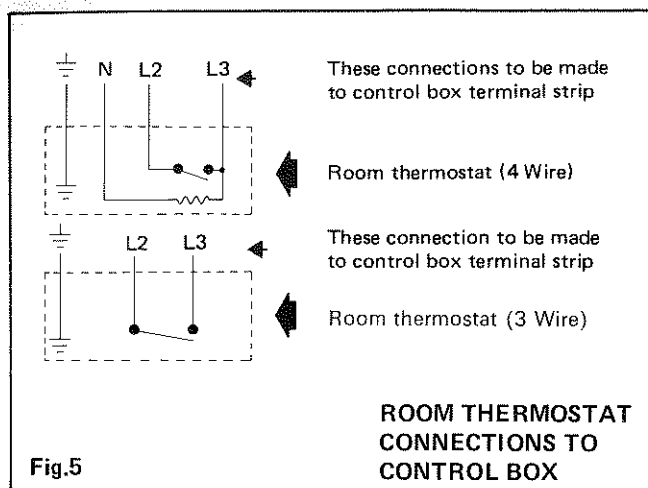 N L2 L3
These connections to be made
to control box terminal strip
Room thermostat (4 Wire)
L2 L3
These connection to be made
to control box terminal strip
Room thermostat (3 Wire)
ROOM THERMOSTAT
CONNECTIONS TO
CONTROL BOX
Fig.5